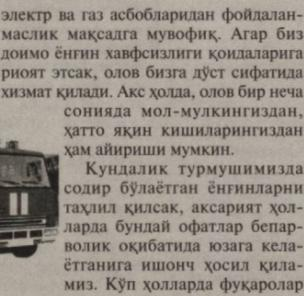 электр ва газ асбобларидан фойдалан-
маслик мақсадга мувофиқ. Агар биз
доимо ёнғин хавфсизлиги қоидаларига
риоят этсак, олов бизга дўст сифатида
хизмат қилади. Акс ҳолда, олов бир неча
сонияда мол-мулкингиздан,
ҳатто яқин кишиларингиздан
ҳам айириши мумкин.
Кундалик турмушимизда
содир бўлаётган ёнғинларни
таҳлил қилсак, аксарият ҳол-
ларда бундай офатлар бепар-
волик оқибатида юзага кела-
ётганига ишонч ҳосил қила-
миз. Кўп ҳолларда фуқаролар